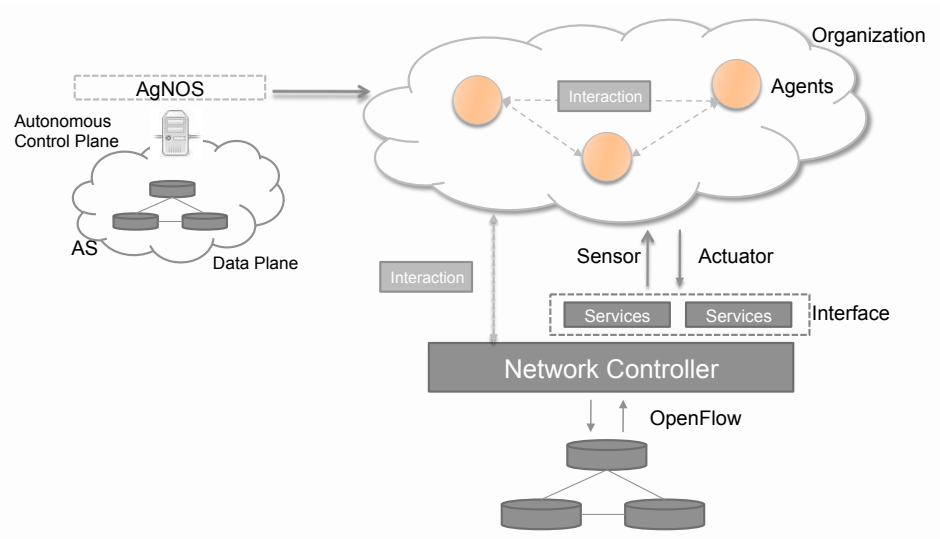 Organization
AgNOS
Interaction
Agents
Autonomous
Control Plane
AS
Data Plane
Sensor
Actuator
Interaction
Services
Services
Interface
Network Controller
OpenFlow